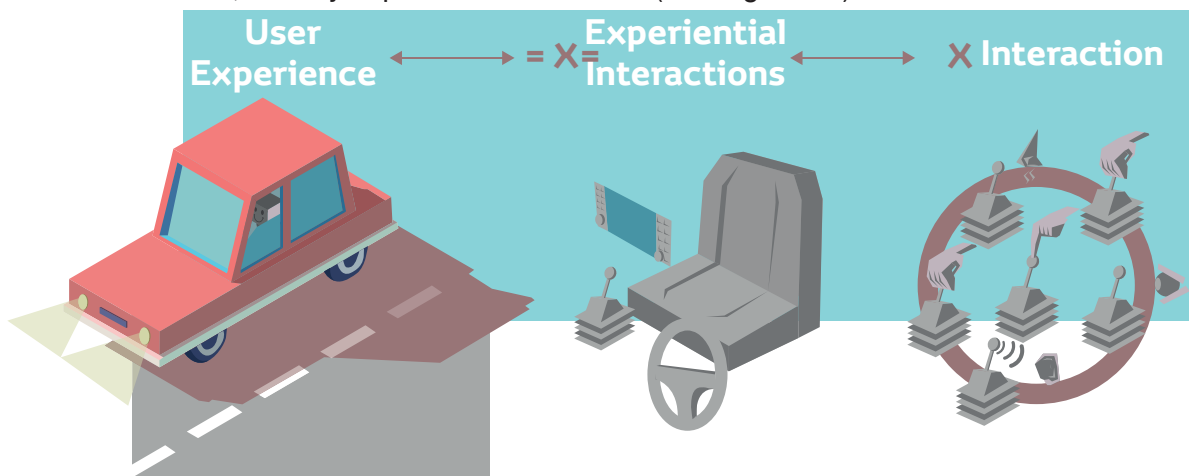 User
Experience
= X =
Experiential
Interactions
X Interaction